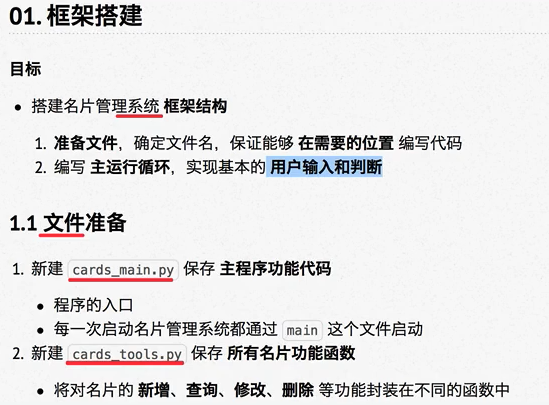 01. 框架搭建
目标
• 搭建名片管理系统 框架结构
1. 准备文件，确定文件名，保证能够 在需要的位置 编写代码
2. 编写 主运行循环，实现基本的 用户输入和判断
1.1 文件准备
1. 新建 cards_main.py 保存 主程序功能代码
• 程序的入口
• 每一次启动名片管理系统都通过 main 这个文件启动
2. 新建 cards_tools.py 保存 所有名片功能函数
• 将对名片的 新增、查询、修改、删除 等功能封装在不同的函数中